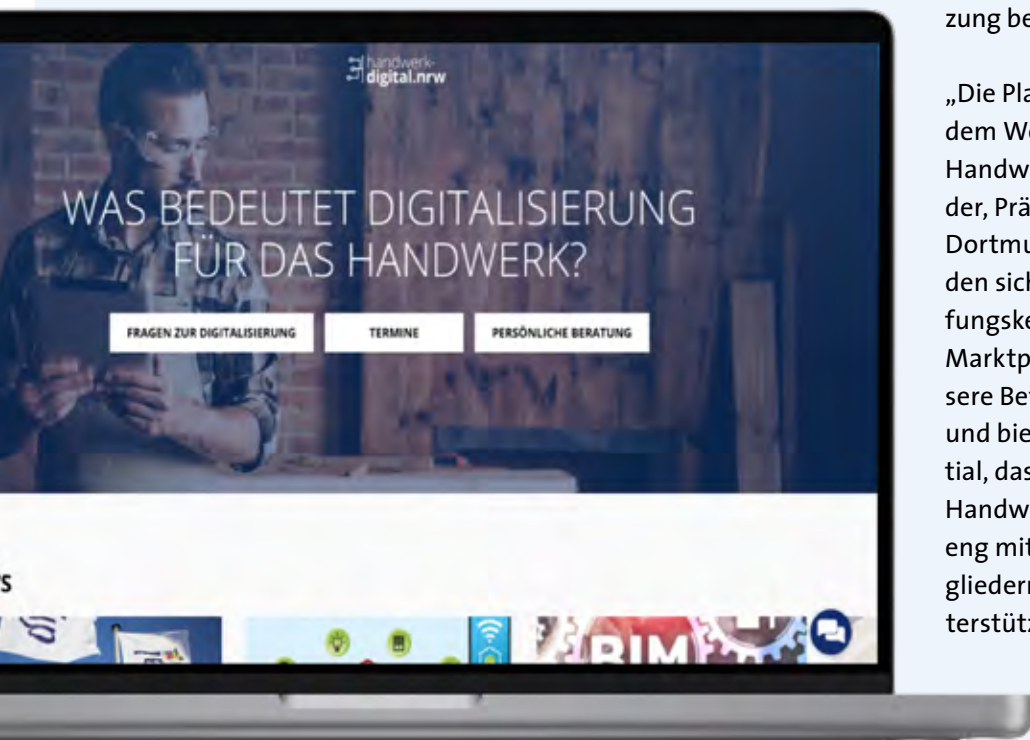 handwerk-
digital.nrw
WAS BEDEUTET DIGITALISIERUNG
FÜR DAS HANDWERK?
FRAGEN ZUR DIGITALISIERUNG
TERMINE
PERSÖNLICHE BERATUNG
BIM
zung be
„Die Pla
dem We
Handw
der, Prä
Dortmu
den sich
fungske
Marktp
sere Bet
und bie
tial, das
Handw
eng mit
gliedern
terstütz